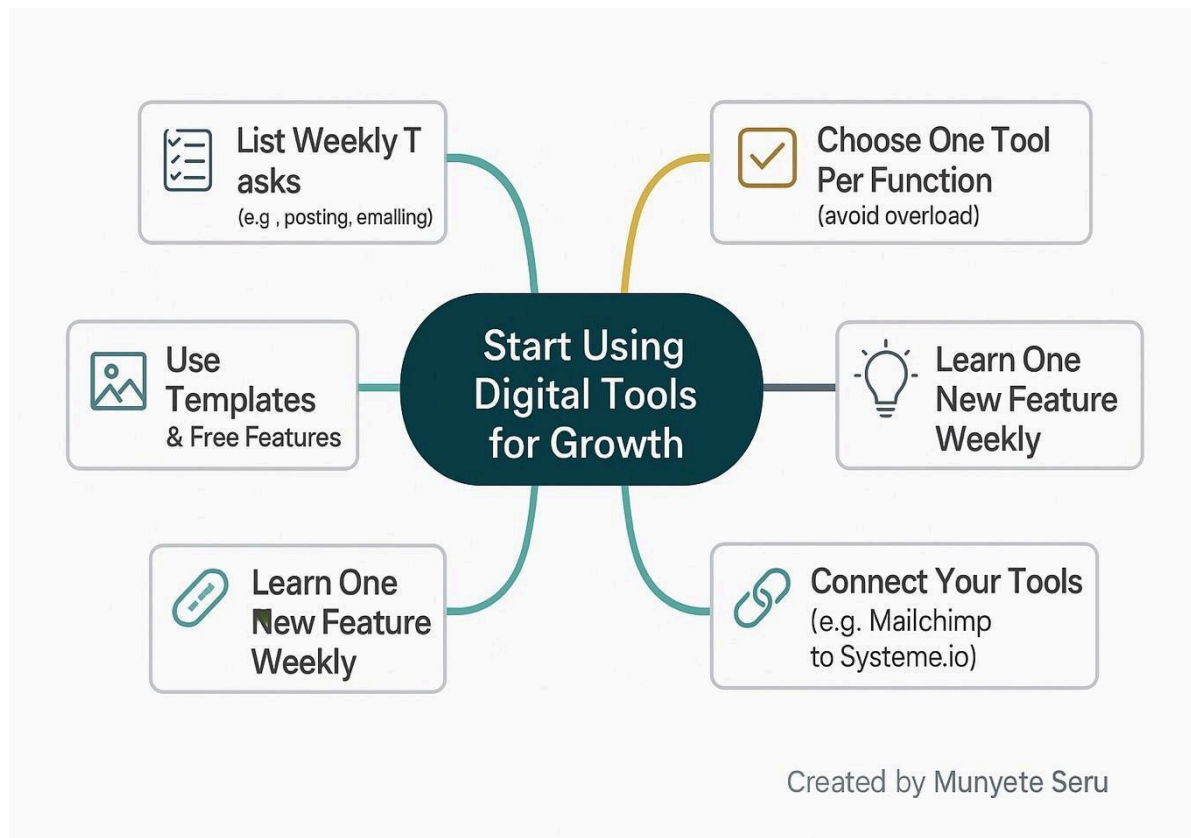 List Weekly T
asks
(e.g , posting, emalling)
Choose One Tool
Per Function
(avoid overload)
Use
Templates
& Free Features
Start Using
Digital Tools
for Growth
Learn One
New Feature
Weekly
Learn One
New Feature
Weekly
Connect Your Tools
(e.g. Mailchimp
to Systeme.io)
Created by Munyete Seru